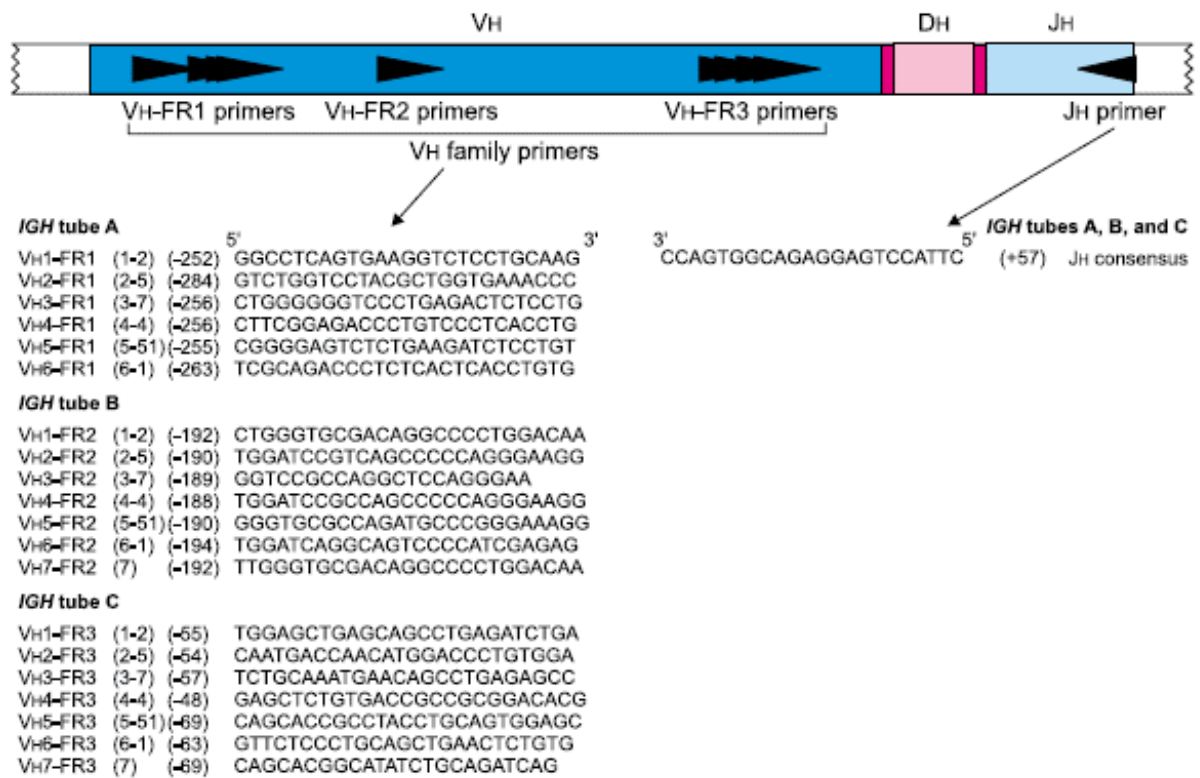 VH DH JH
VH-FR1 primers VH-FR2 primers VH-FR3 primers JH primer
VH family primers
IGH tube A
5' 3' 3' 5' IGH tubes A, B, and C
VH1-FR1 (1-2) (-252) GGCCTCAGTGAAGGTCTCCTGCAAG CCAGTGGCAGAGGAGTCCATTC (+57) JH consensus
VH2-FR1 (2-5) (-284) GTCTGGTCCTACGCTGGTGAAACCC
VH3-FR1 (3-7) (-256) CTGGGGGGTCCCTGAGACTCTCCTG
VH4-FR1 (4-4) (-256) CTTCGGAGACCCTGTCCCTCACCTG
VH5-FR1 (5-51) (-255) CGGGGAGTCTCTGAAGATCTCCTGT
VH6-FR1 (6-1) (-263) TCGCAGACCCTCTCACTCACCTGTG
IGH tube B
VH1-FR2 (1-2) (-192) CTGGGTGCGACAGGCCCCTGGACAA
VH2-FR2 (2-5) (-190) TGGATCCGTCAGCCCCCAGGGAAGG
VH3-FR2 (3-7) (-189) GGTCCGCCAGGCTCCAGGGAA
VH4-FR2 (4-4) (-188) TGGATCCGCCAGCCCCCAGGGAAGG
VH5-FR2 (5-51) (-190) GGGTGCGCCAGATGCCCGGGAAAGG
VH6-FR2 (6-1) (-194) TGGATCAGGCAGTCCCCATCGAGAG
VH7-FR2 (7) (-192) TTGGGTGCGACAGGCCCCTGGACAA
IGH tube C
VH1-FR3 (1-2) (-55) TGGAGCTGAGCAGCCTGAGATCTGA
VH2-FR3 (2-5) (-54) CAATGACCAACATGGACCCTGTGGA
VH3-FR3 (3-7) (-57) TCTGCAAATGAACAGCCTGAGAGCC
VH4-FR3 (4-4) (-48) GAGCTCTGTGACCGCCGCGGACACG
VH5-FR3 (5-51) (-69) CAGCACCGCCTACCTGCAGTGGAGC
VH6-FR3 (6-1) (-63) GTTCTCCCTGCAGCTGAACTCTGTG
VH7-FR3 (7) (-69) CAGCACGGCATATCTGCAGATCAG